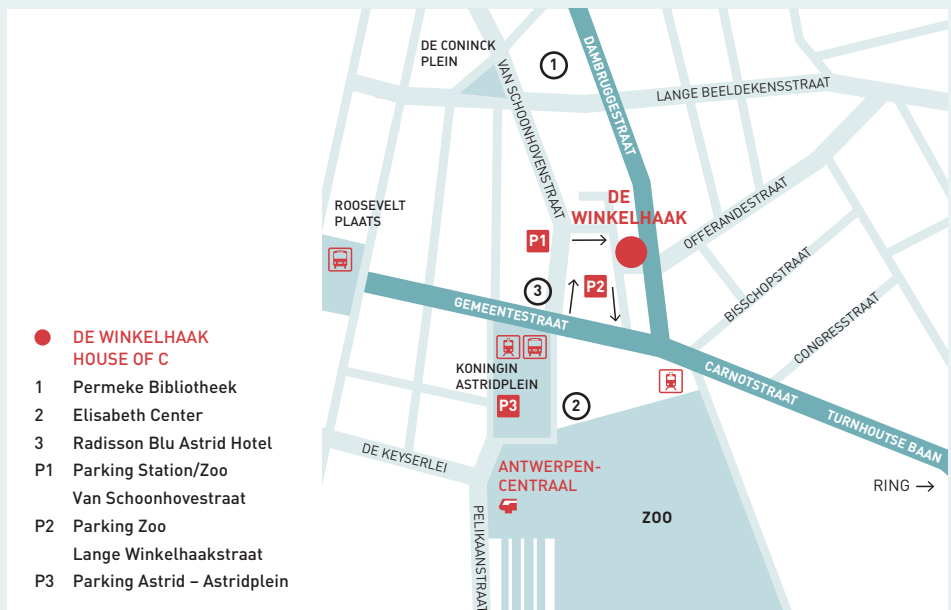 DE WINKELHAAK
HOUSE OF C
1 Permeke Bibliotheek
2 Elisabeth Center
3 Radisson Blu Astrid Hotel
P1 Parking Station/Zoo
Van Schoonhovestraat
P2 Parking Zoo
Lange Winkelhaakstraat
P3 Parking Astrid – Astridplein
DE CONINCK
PLEIN
1
VAN SCHOONHOVENSTRAAT
DAMBRUGGESTRAAT
LANGE BEELDEKENSSTRAAT
ROOSEVELT
PLAATS
DE
WINKELHAAK
P1
OFFERANDESTRAAT
P2
3
GEMEENTESTRAAT
BISSCHOPSTRAAT
CONGRESSTRAAT
KONINGIN
ASTRIDPLEIN
P3
2
CARNOTSTRAAT
TURNHOUTSE BAAN
DE KEYSERLEI
ANTWERPEN-
CENTRAAL
RING
ZOO
PELIKAANSTRAAT